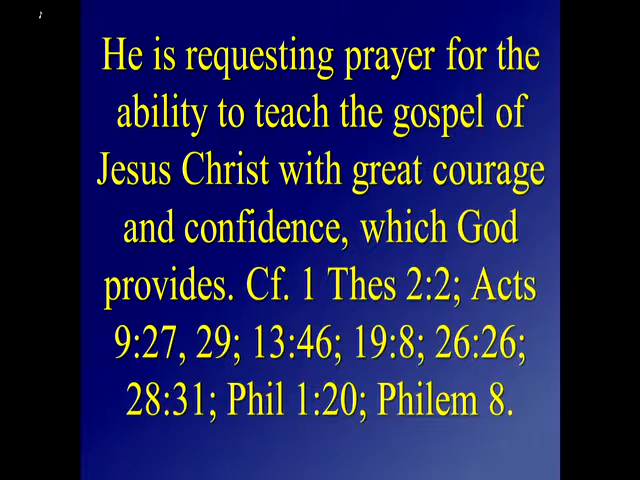 He is requesting prayer for the
ability to teach the gospel of
Jesus Christ with great courage
and confidence, which God
provides. Cf. 1 Thes 2:2; Acts
9:27, 29; 13:46; 19:8; 26:26;
28:31; Phil 1:20; Philem 8.